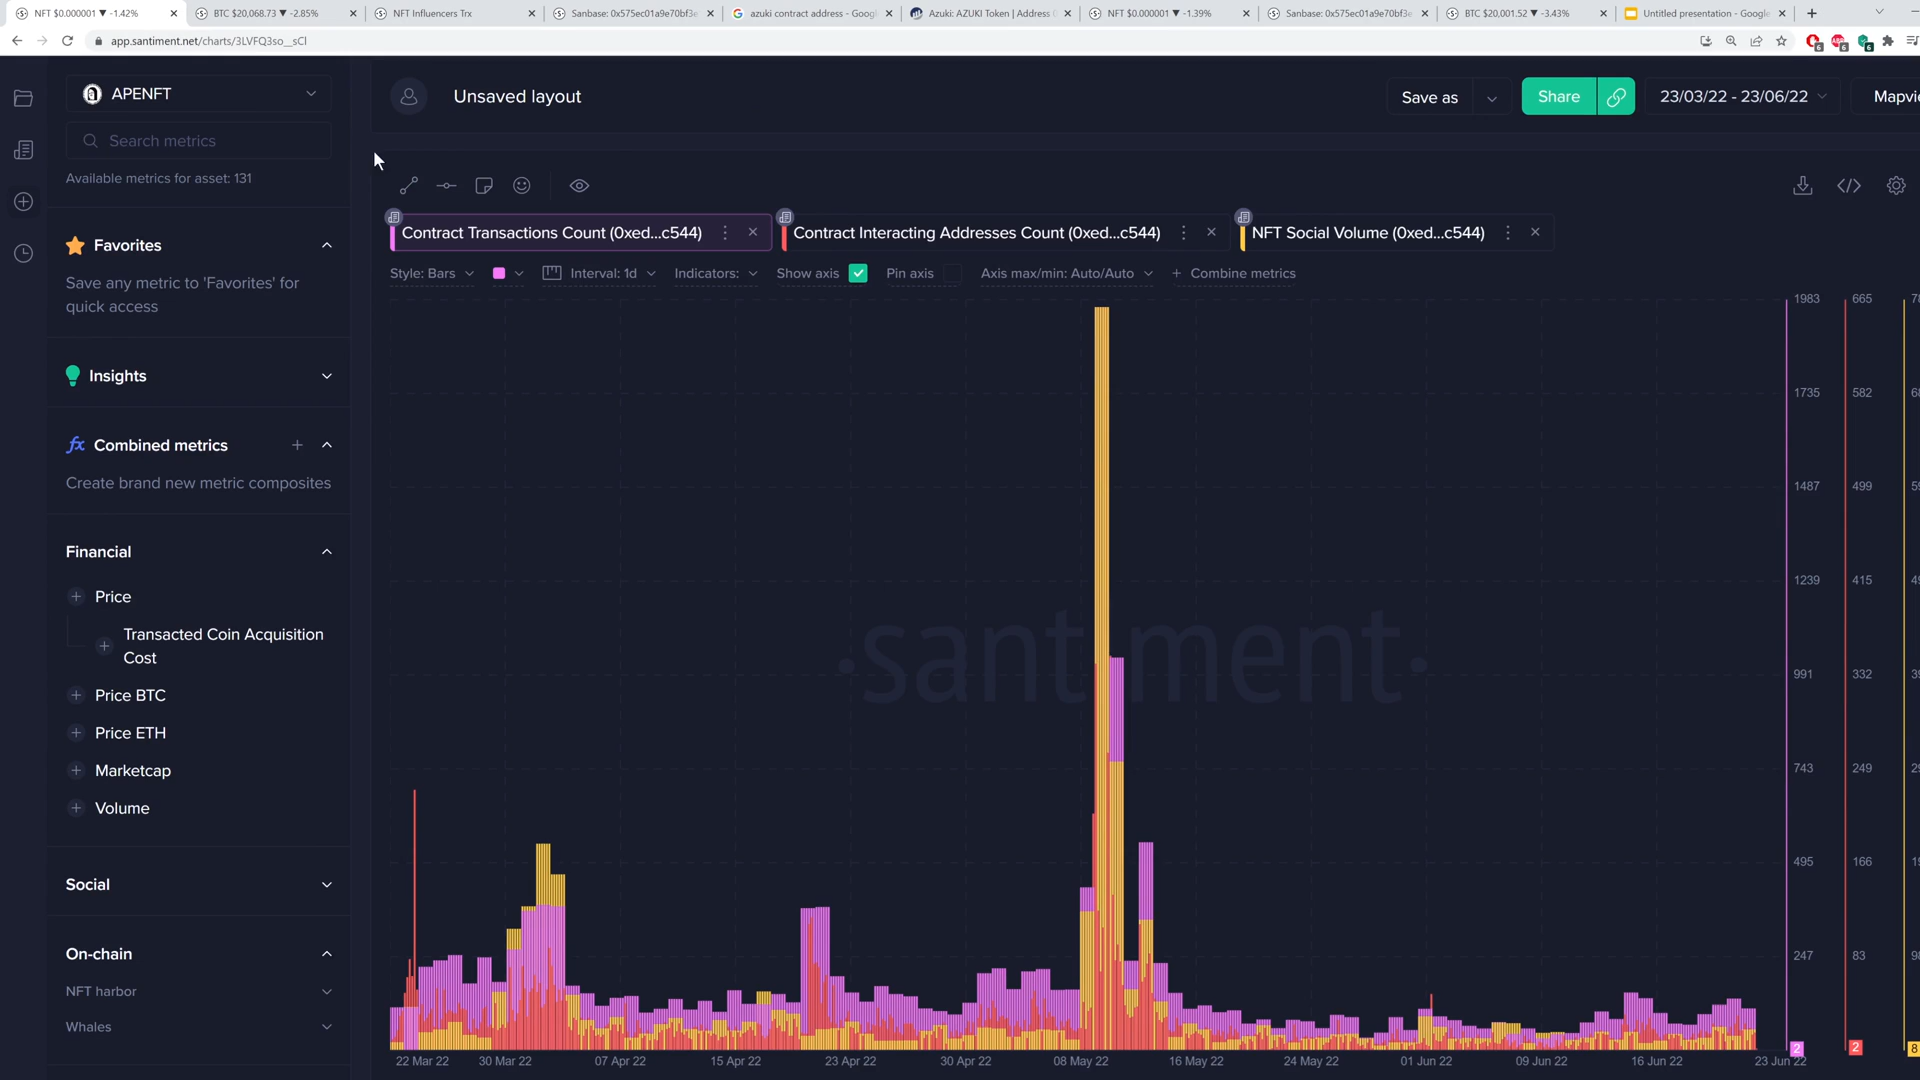 NFT $0.000001 ▼ -1.42%
BTC $20,068.73 ▼ -2.85%
NFT Influencers Trx
Sanbase: 0x575ec01a9e70bf3e
azuki contract address - Goog
Azuki: AZUKI Token | Address
NFT $0.000001 ▼ -1.39%
Sanbase: 0x575ec01a9e70bf3e
BTC $20,001.52 ▼ -3.43%
Untitled presentation - Google
app.santiment.net/charts/3LVFQ3so__sCl
6
6
6
APENFT
Unsaved layout
Save as
Share
23/03/22 - 23/06/22
Mapvie
Search metrics
Available metrics for asset: 131
Contract Transactions Count (0xed...c544)
Contract Interacting Addresses Count (0xed...c544)
NFT Social Volume (0xed...c544)
Style: Bars
Interval: 1d
Indicators:
Show axis
Pin axis
Axis max/min: Auto/Auto
+ Combine metrics
Favorites
Save any metric to 'Favorites' for
quick access
Insights
Combined metrics
Create brand new metric composites
Financial
Price
Transacted Coin Acquisition
Cost
Price BTC
Price ETH
Marketcap
Volume
Social
On-chain
NFT harbor
Whales
·santiment·
1983
1735
1487
1239
991
743
495
247
2
665
582
499
415
332
249
166
83
2
8
22 Mar 22
30 Mar 22
07 Apr 22
15 Apr 22
23 Apr 22
30 Apr 22
08 May 22
16 May 22
24 May 22
01 Jun 22
09 Jun 22
16 Jun 22
23 Jun 22